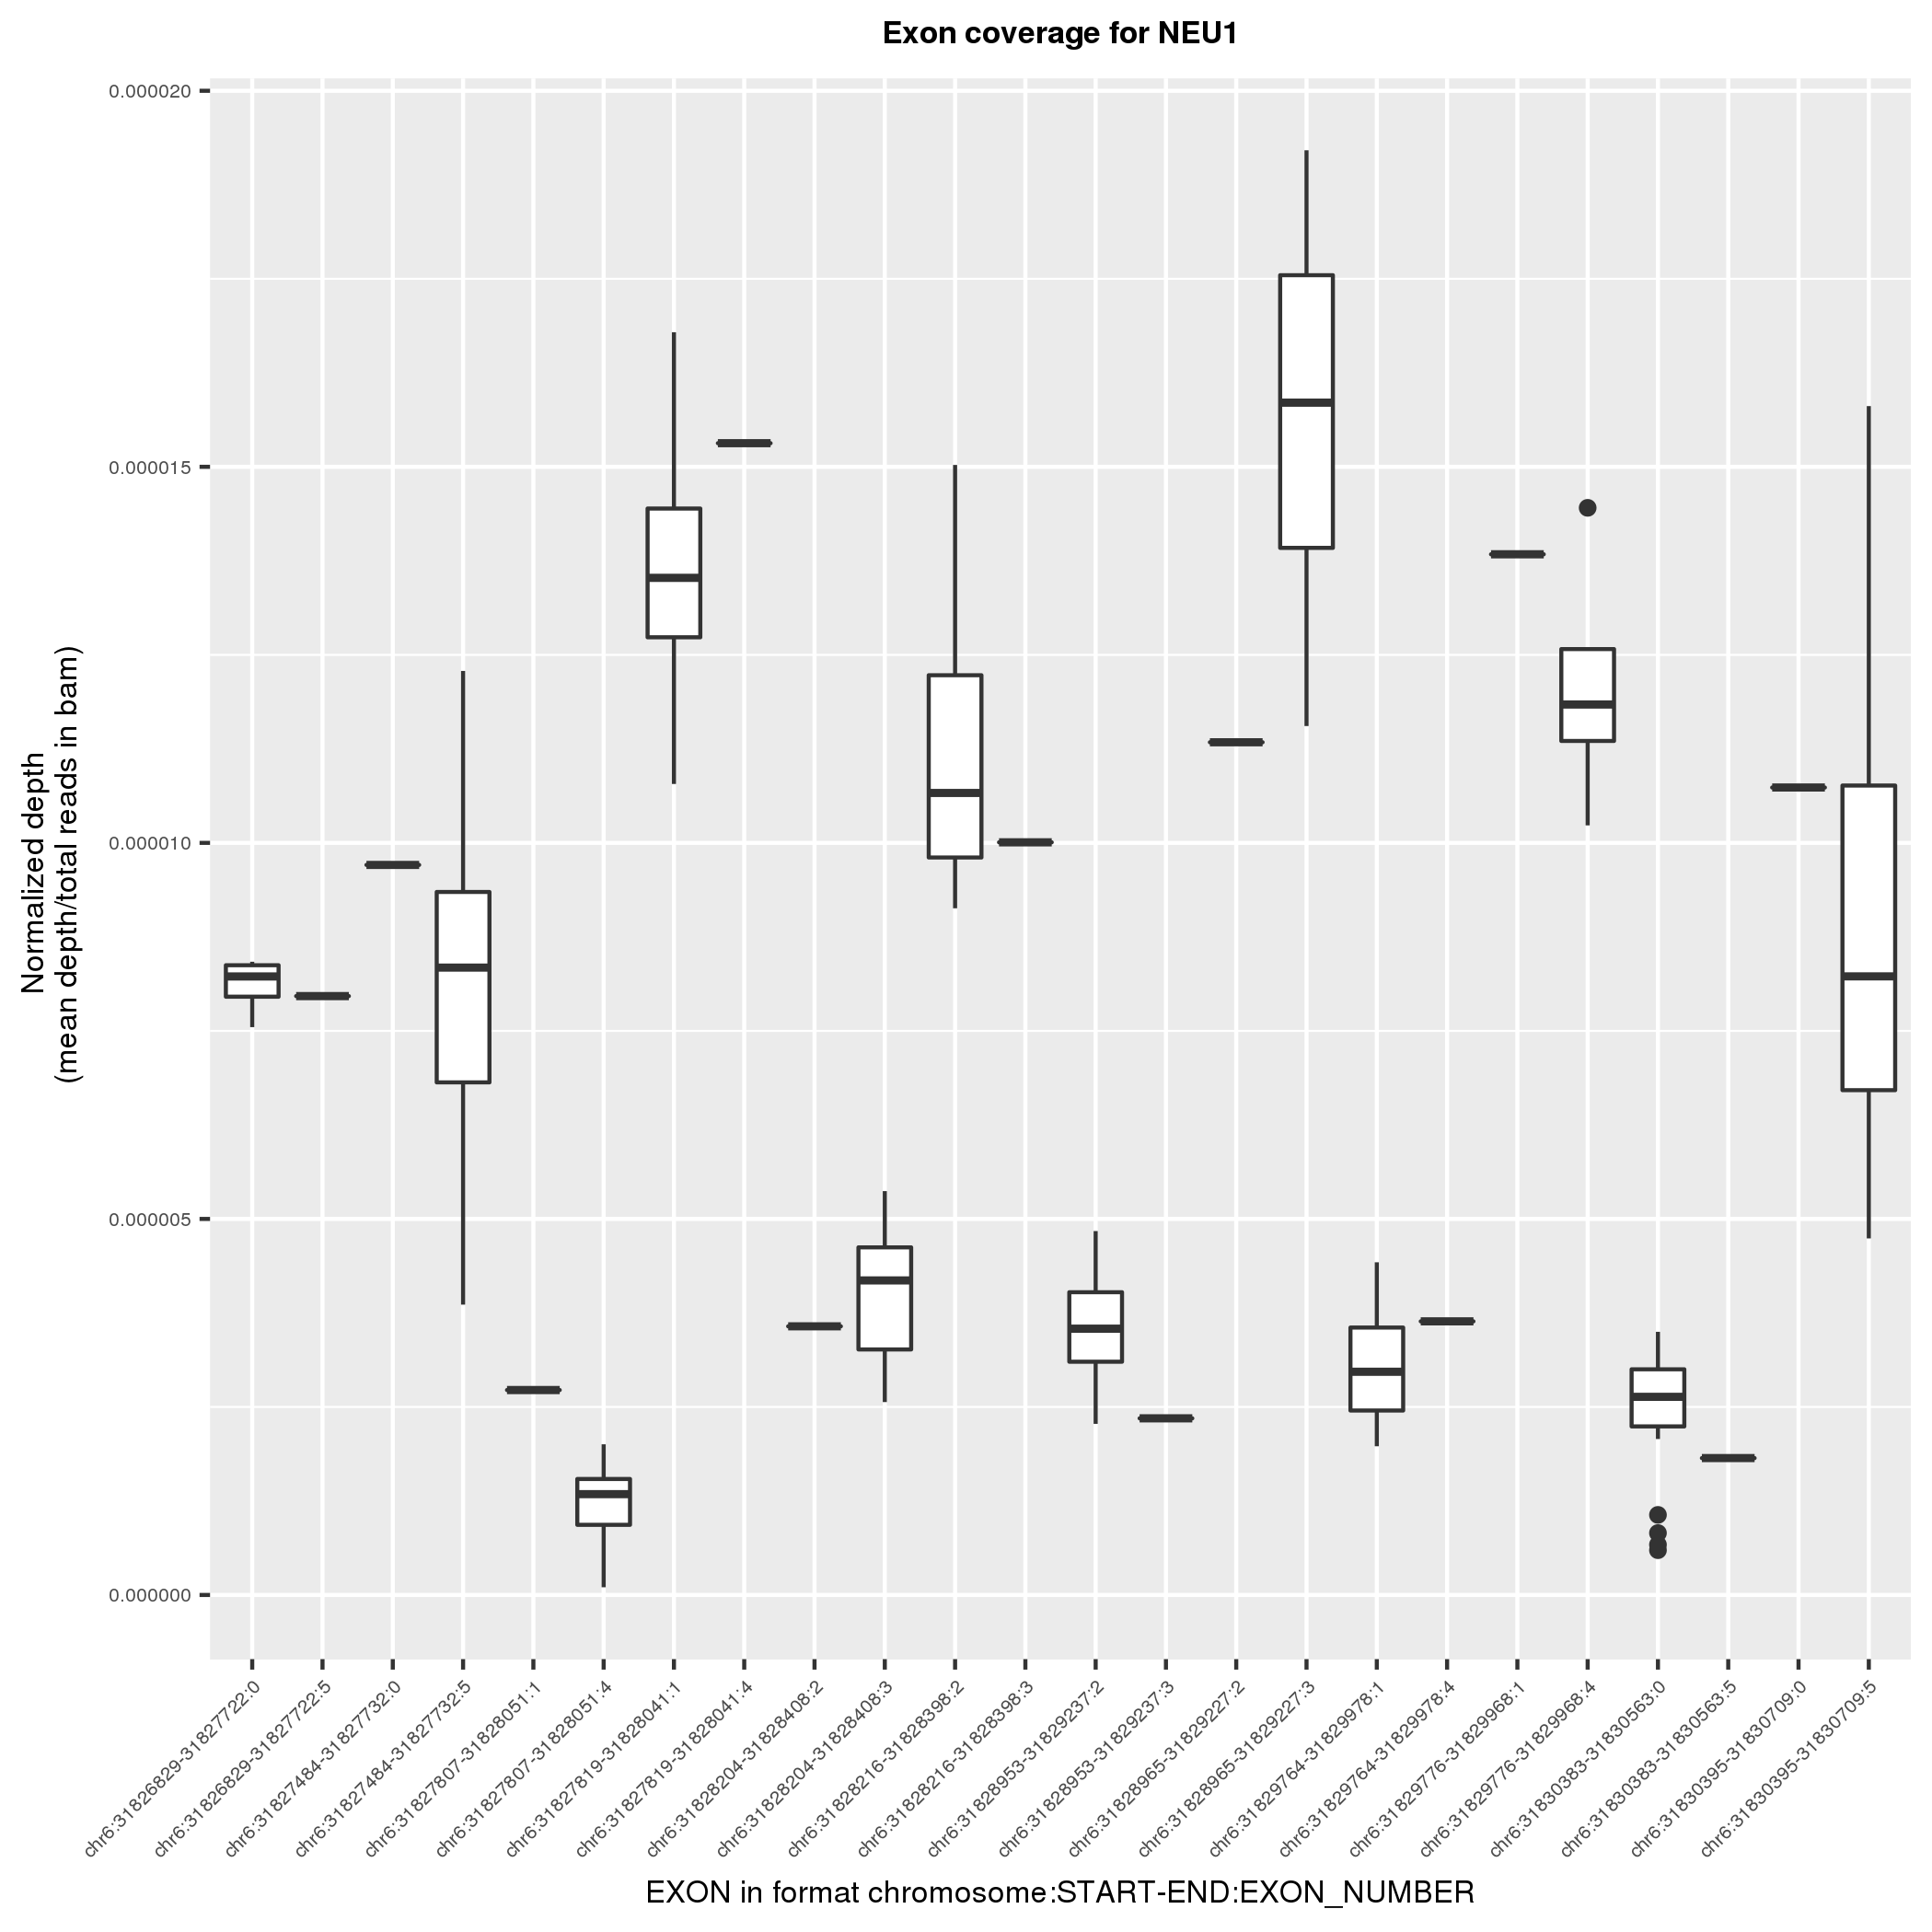 Exon coverage for NEU1
0.000020
0.000015
0.000010
0.000005
0.000000
Normalized depth
(mean depth/total reads in bam)
chr6:31826829-31827722:0
chr6:31826829-31827722:5
chr6:31827484-31827732:0
chr6:31827484-31827732:5
chr6:31827807-31828051:1
chr6:31827807-31828051:4
chr6:31827819-31828041:1
chr6:31827819-31828041:4
chr6:31828204-31828408:2
chr6:31828204-31828408:3
chr6:31828216-31828398:2
chr6:31828216-31828398:3
chr6:31828953-31829237:2
chr6:31828953-31829237:3
chr6:31828965-31829227:2
chr6:31828965-31829227:3
chr6:31829764-31829978:1
chr6:31829764-31829978:4
chr6:31829776-31829968:1
chr6:31829776-31829968:4
chr6:31830383-31830563:0
chr6:31830383-31830563:5
chr6:31830395-31830709:0
chr6:31830395-31830709:5
EXON in format chromosome:START-END:EXON_NUMBER